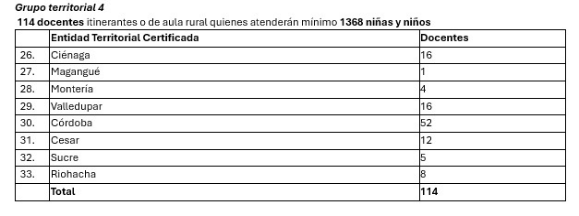 Grupo territorial 4
114 docentes itinerantes o de aula rural quienes atenderán mínimo 1368 niñas y niños
Entidad Territorial Certificada Docentes
26. Ciénaga 16
27. Magangué 1
28. Montería 4
29. Valledupar 16
30. Córdoba 52
31. Cesar 12
32. Sucre 5
33. Riohacha 8
Total 114